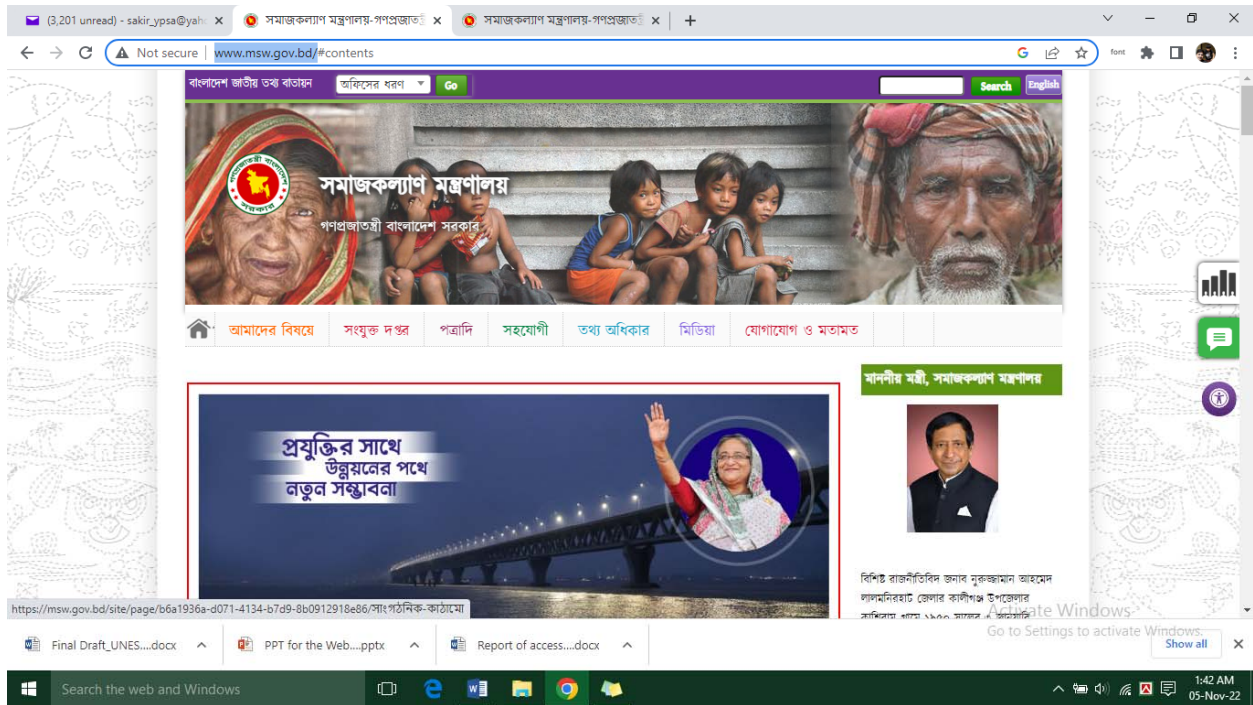 (3,201 unread) - sakir_ypsa@yah
সমাজকল্যাণ মন্ত্রণালয়-গণপ্রজাতন্ত্রী
সমাজকল্যাণ মন্ত্রণালয়-গণপ্রজাতন্ত্রী
Not secure | www.msw.gov.bd/#contents
font
বাংলাদেশ জাতীয় তথ্য বাতায়ন
অফিসের ধরণ
Go
Search
English
সমাজকল্যাণ মন্ত্রণালয়
গণপ্রজাতন্ত্রী বাংলাদেশ সরকার
আমাদের বিষয়ে সংযুক্ত দপ্তর পত্রাদি সহযোগী তথ্য অধিকার মিডিয়া যোগাযোগ ও মতামত
মাননীয় মন্ত্রী, সমাজকল্যাণ মন্ত্রণালয়
প্রযুক্তির সাথে
উন্নয়নের পথে
নতুন সম্ভাবনা
বিশিষ্ট রাজনীতিবিদ জনাব নুরুজ্জামান আহমেদ
লালমনিরহাট জেলার কালীগঞ্জ উপজেলার
কাশিরাম গ্রামে ১৯৫০ সালের ৩ জানুয়ারি
https://msw.gov.bd/site/page/b6a1936a-d071-4134-b7d9-8b0912918e86/সাংগঠনিক-কাঠামো
Activate Windows
Go to Settings to activate Windows.
Final Draft_UNES....docx
PPT for the Web....pptx
Report of access....docx
Show all
Search the web and Windows
1:42 AM
05-Nov-22